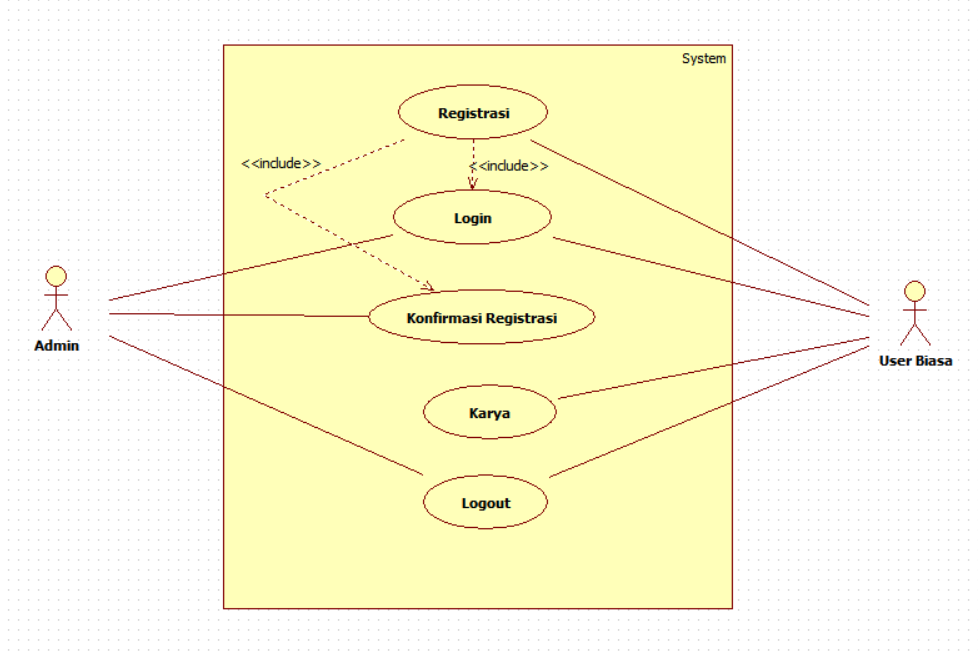 System
Registrasi
<<include>>
<<include>>
Login
Konfirmasi Registrasi
Admin
User Biasa
Karya
Logout